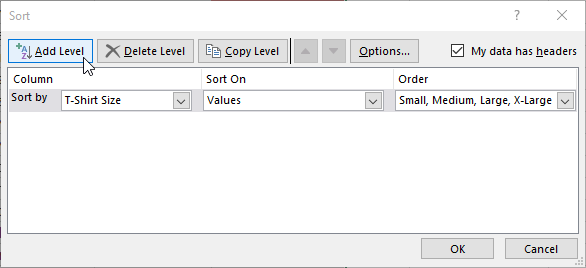 Sort
Add Level Delete Level Copy Level Options... My data has headers
Column Sort On Order
Sort by T-Shirt Size Values Small, Medium, Large, X-Large
OK Cancel